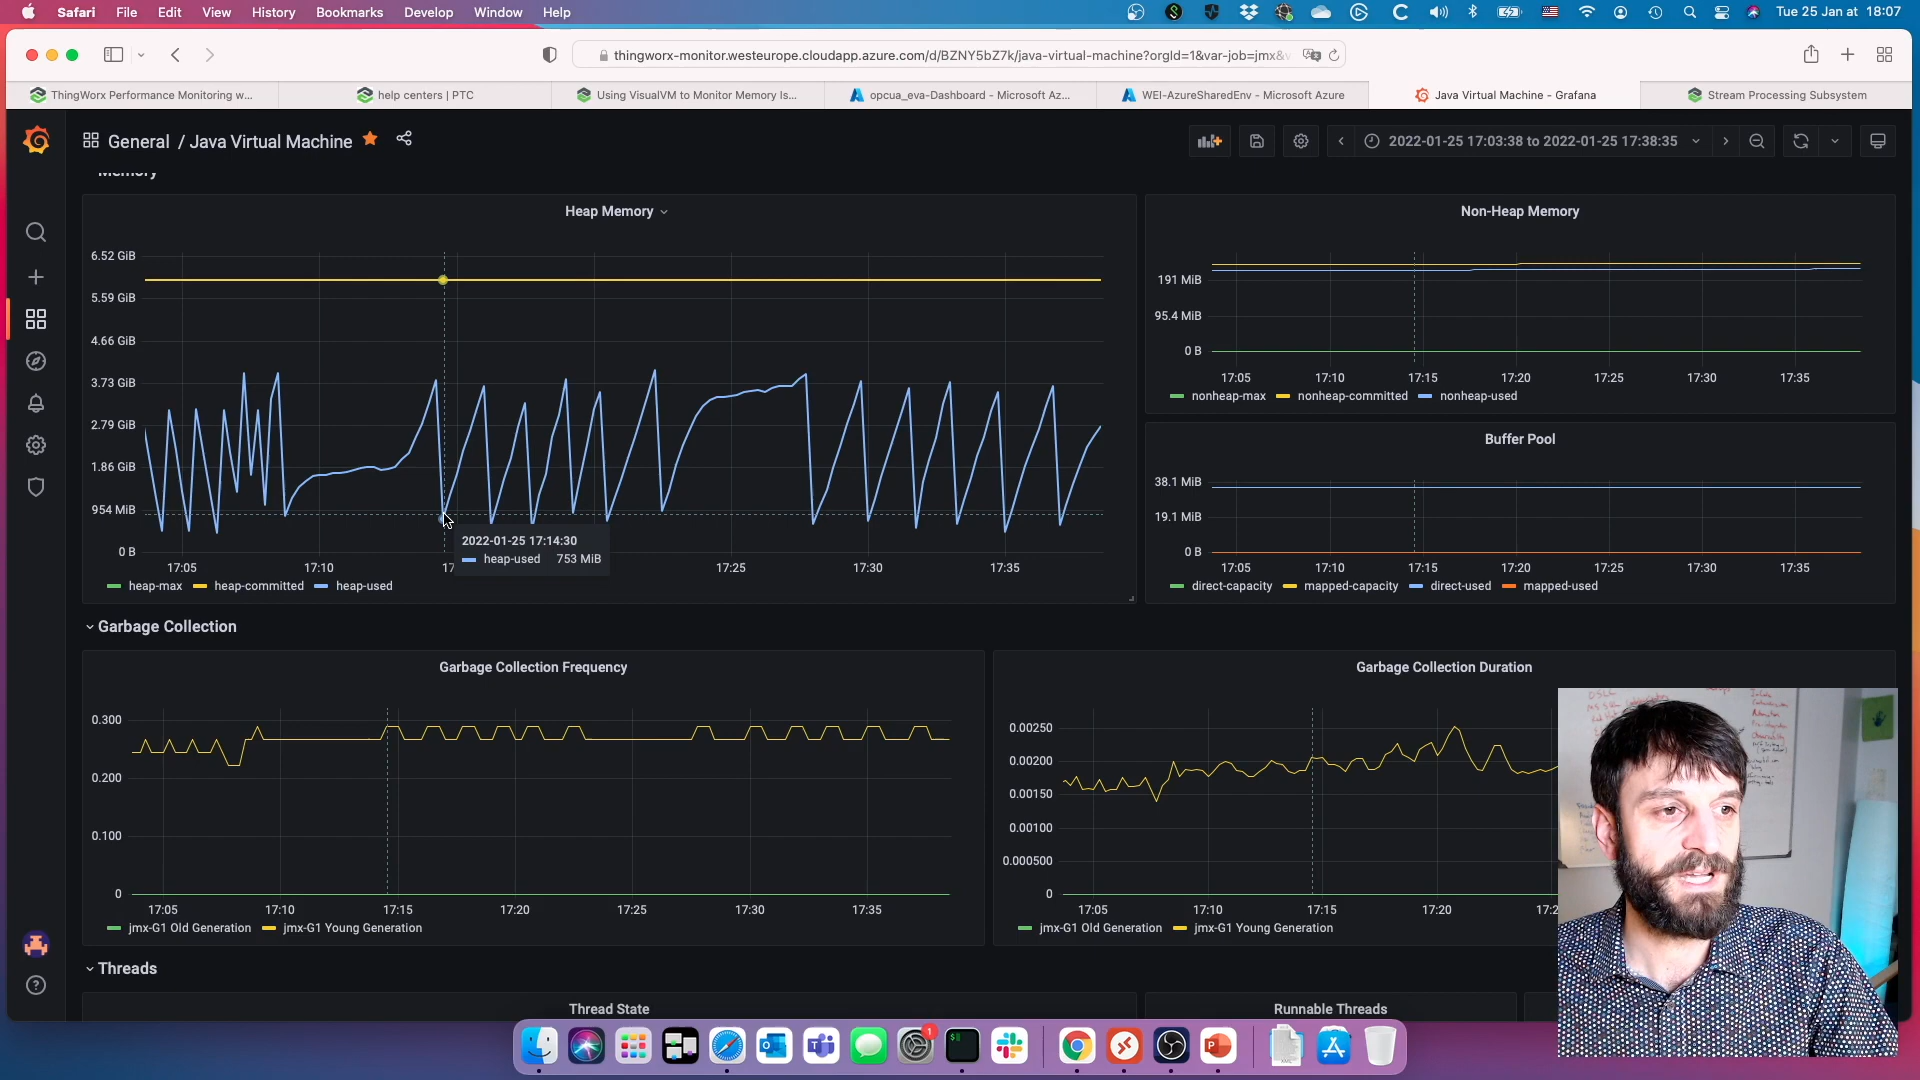 Safari File Edit View History Bookmarks Develop Window Help
Tue 25 Jan at 18:07
thingworx-monitor.westeurope.cloudapp.azure.com/d/BZNY5bZ7k/java-virtual-machine?orgId=1&var-job=jmx&
ThingWorx Performance Monitoring w...
help centers | PTC
Using VisualVM to Monitor Memory Is...
opcua_eva-Dashboard - Microsoft Az...
WEI-AzureSharedEnv - Microsoft Azure
Java Virtual Machine - Grafana
Stream Processing Subsystem
General / Java Virtual Machine
2022-01-25 17:03:38 to 2022-01-25 17:38:35
Memory
Heap Memory
6.52 GiB
5.59 GiB
4.66 GiB
3.73 GiB
2.79 GiB
1.86 GiB
954 MiB
0 B
17:05 17:10 17 17:25 17:30 17:35
2022-01-25 17:14:30
heap-used 753 MiB
heap-max heap-committed heap-used
Non-Heap Memory
191 MiB
95.4 MiB
0 B
17:05 17:10 17:15 17:20 17:25 17:30 17:35
nonheap-max nonheap-committed nonheap-used
Buffer Pool
38.1 MiB
19.1 MiB
0 B
17:05 17:10 17:15 17:20 17:25 17:30 17:35
direct-capacity mapped-capacity direct-used mapped-used
Garbage Collection
Garbage Collection Frequency
0.300
0.200
0.100
0
17:05 17:10 17:15 17:20 17:25 17:30 17:35
jmx-G1 Old Generation jmx-G1 Young Generation
Garbage Collection Duration
0.00250
0.00200
0.00150
0.00100
0.000500
0
17:05 17:10 17:15 17:20 17:2
jmx-G1 Old Generation jmx-G1 Young Generation
Threads
Thread State
Runnable Threads
1